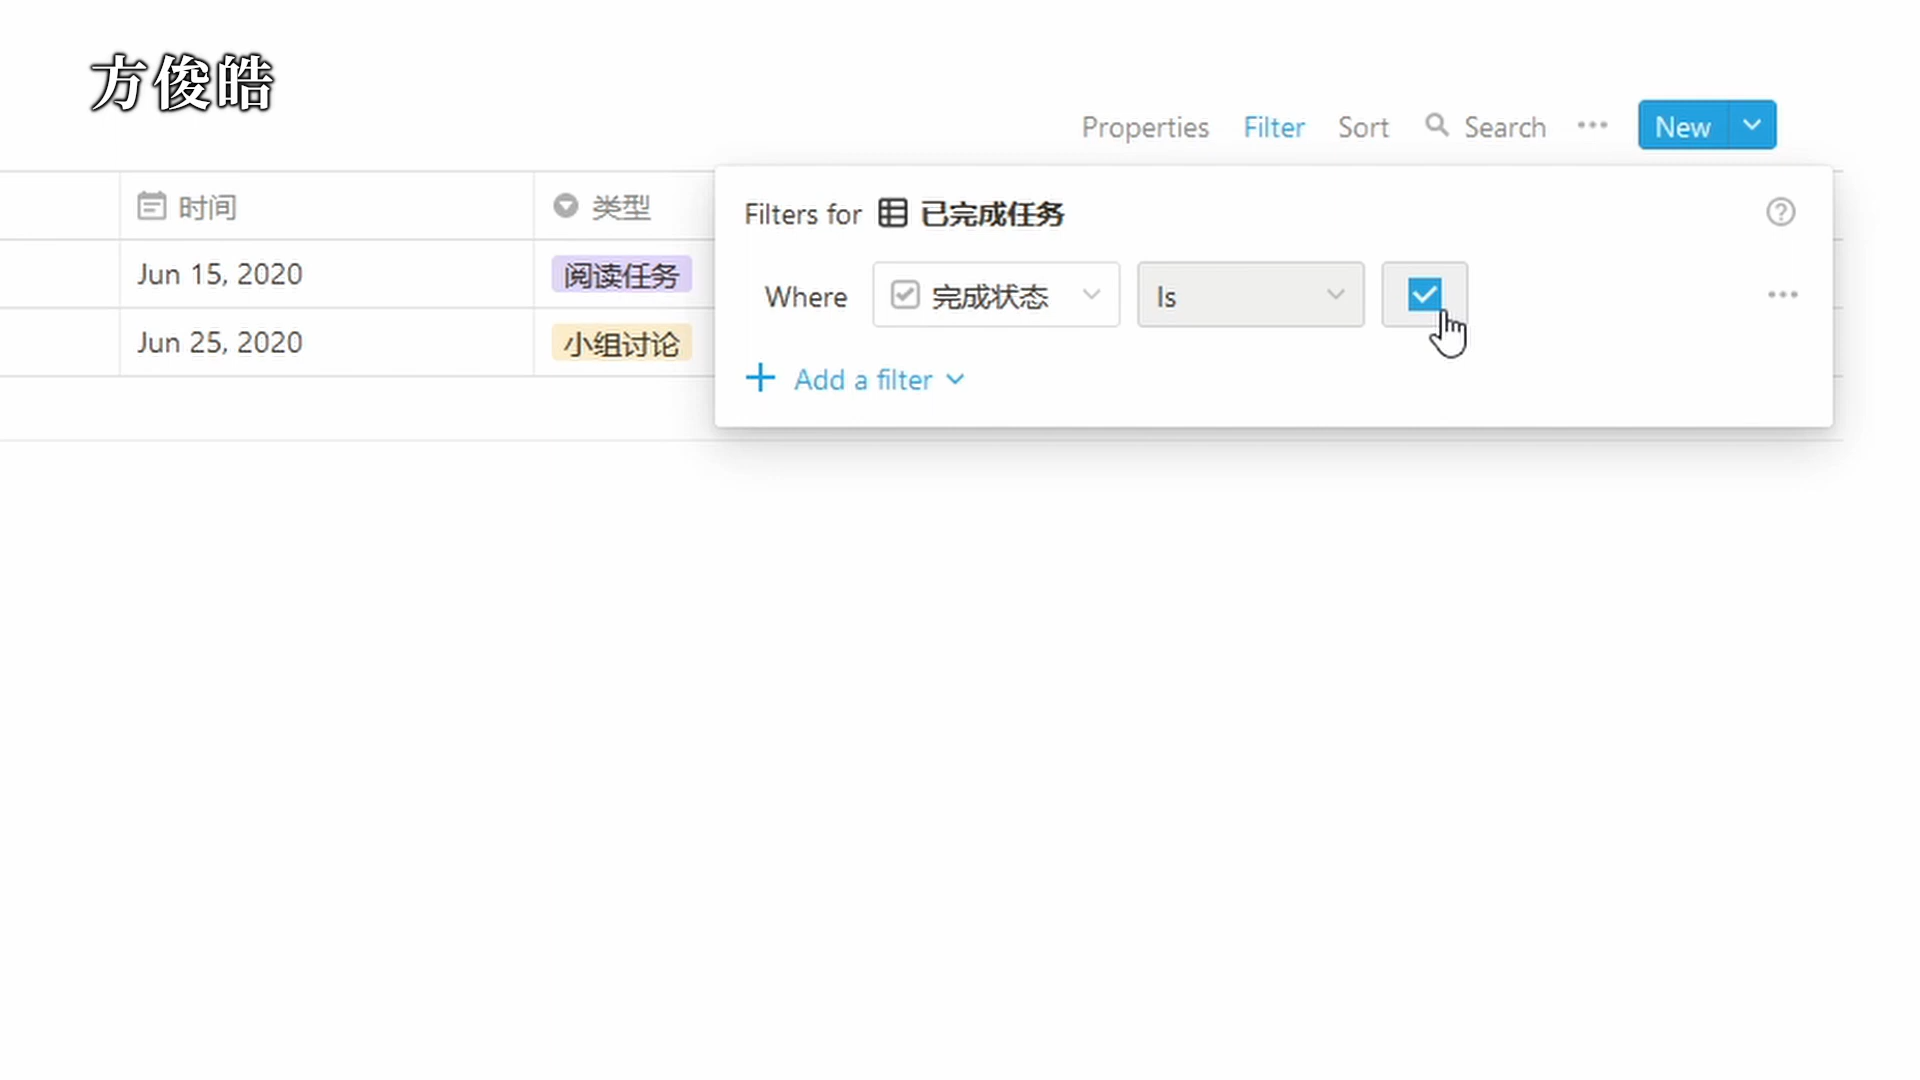 方俊皓
Properties Filter Sort Search New
时间 类型
Filters for 已完成任务
Jun 15, 2020 阅读任务
Where 完成状态 Is
Jun 25, 2020 小组讨论
Add a filter